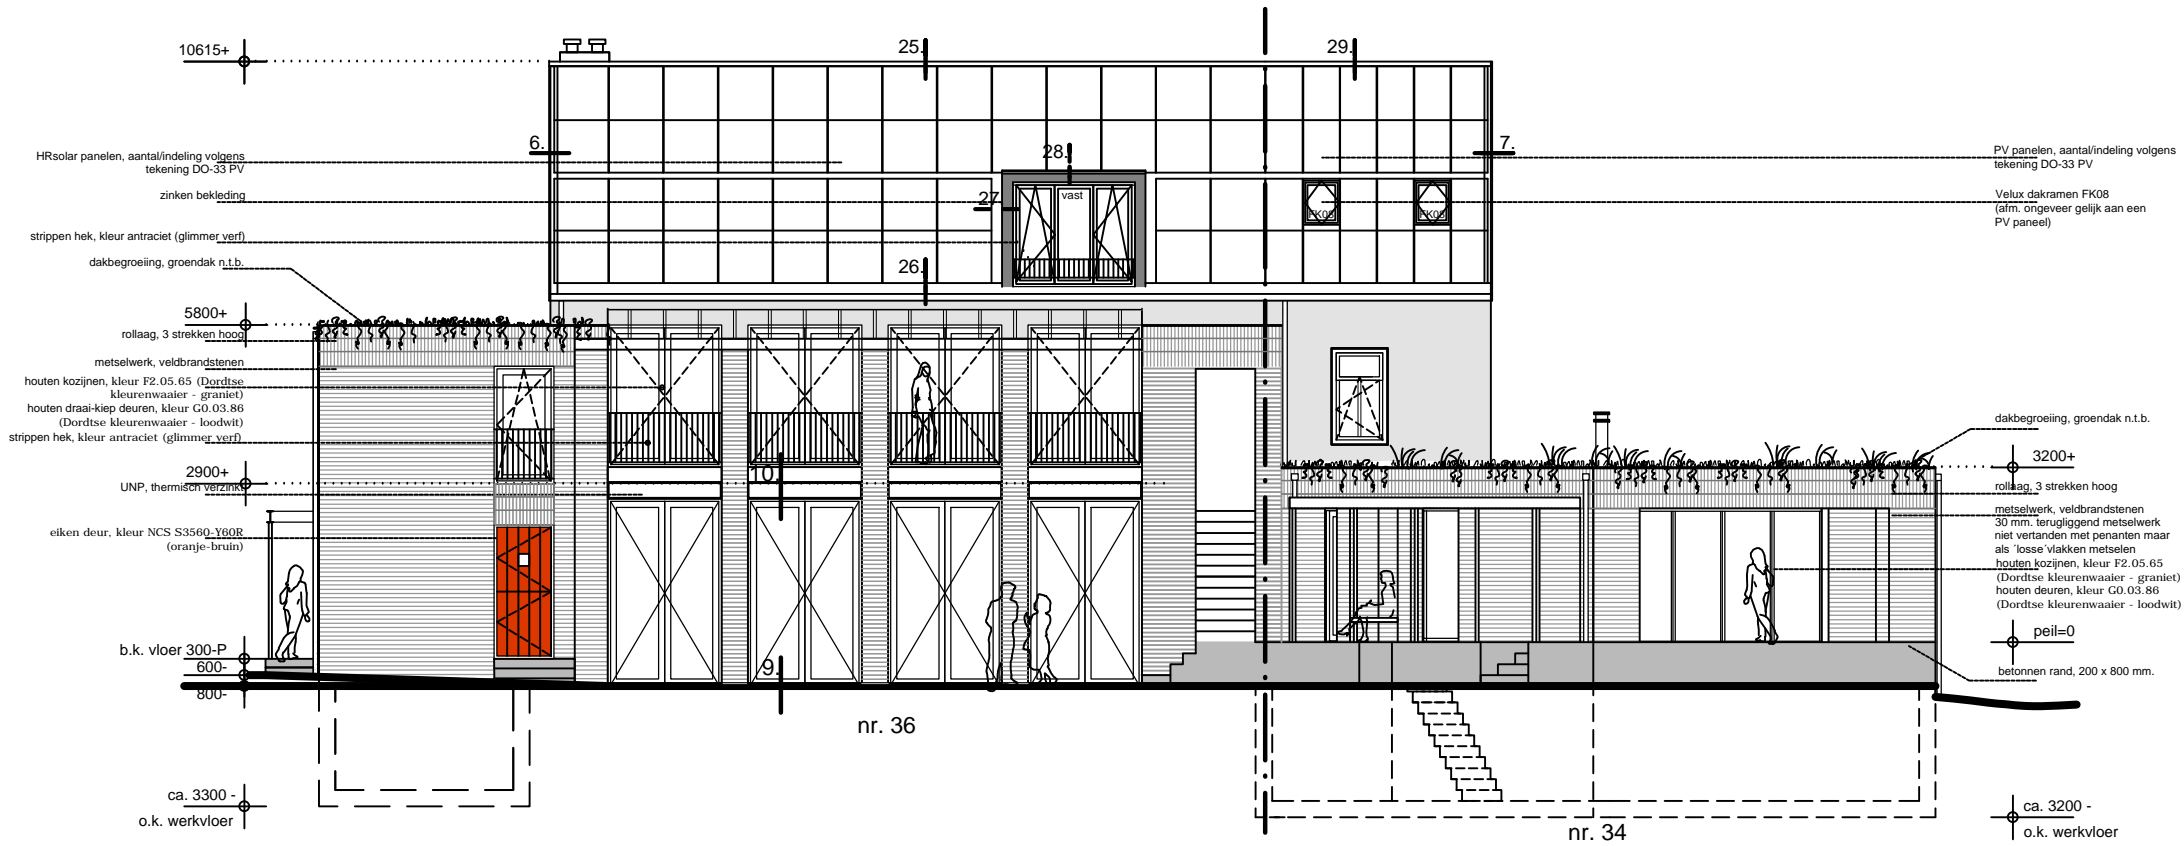 10615+
25.
29.
6.
28.
7.
HRsolar panelen, aantal/indeling volgens
tekening DO-33 PV
zinken bekleding
27.
vast
FK08
FK08
strippen hek, kleur antraciet (glimmer verf)
dakbegroeiing, groendak n.t.b.
26.
5800+
rollaag, 3 strekken hoog
metselwerk, veldbrandstenen
houten kozijnen, kleur F2.05.65 (Dordtse
kleurenwaaier - graniet)
houten draai-kiep deuren, kleur G0.03.86
(Dordtse kleurenwaaier - loodwit)
strippen hek, kleur antraciet (glimmer verf)
2900+
UNP, thermisch verzinkt
10.
eiken deur, kleur NCS S3560-Y60R
(oranje-bruin)
b.k. vloer 300-P
600-
800-
9.
nr. 36
ca. 3300 -
o.k. werkvloer
PV panelen, aantal/indeling volgens
tekening DO-33 PV
Velux dakramen FK08
(afm. ongeveer gelijk aan een
PV paneel)
dakbegroeiing, groendak n.t.b.
3200+
rollaag, 3 strekken hoog
metselwerk, veldbrandstenen
30 mm. terugliggend metselwerk
niet vertanden met penanten maar
als ´losse´vlakken metselen
houten kozijnen, kleur F2.05.65
(Dordtse kleurenwaaier - graniet)
houten deuren, kleur G0.03.86
(Dordtse kleurenwaaier - loodwit)
peil=0
betonnen rand, 200 x 800 mm.
nr. 34
ca. 3200 -
o.k. werkvloer